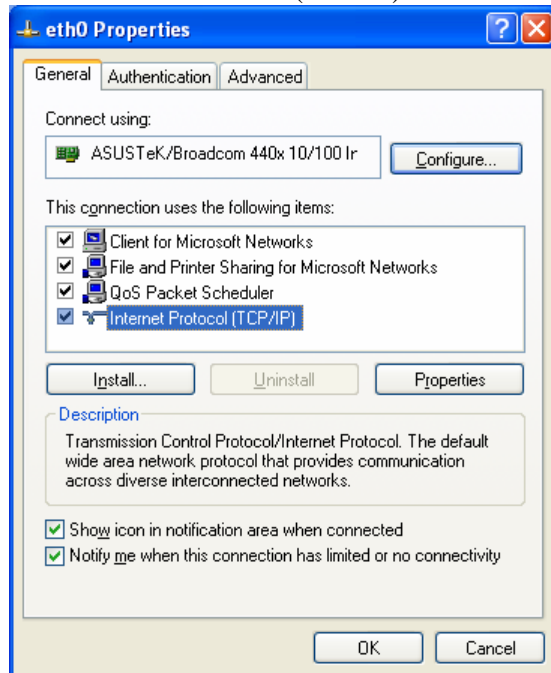 eth0 Properties
General Authentication Advanced
Connect using:
ASUSTeK/Broadcom 440x 10/100 Ir
Configure...
This connection uses the following items:
Client for Microsoft Networks
File and Printer Sharing for Microsoft Networks
QoS Packet Scheduler
Internet Protocol (TCP/IP)
Install... Uninstall Properties
Description
Transmission Control Protocol/Internet Protocol. The default
wide area network protocol that provides communication
across diverse interconnected networks.
Show icon in notification area when connected
Notify me when this connection has limited or no connectivity
OK Cancel